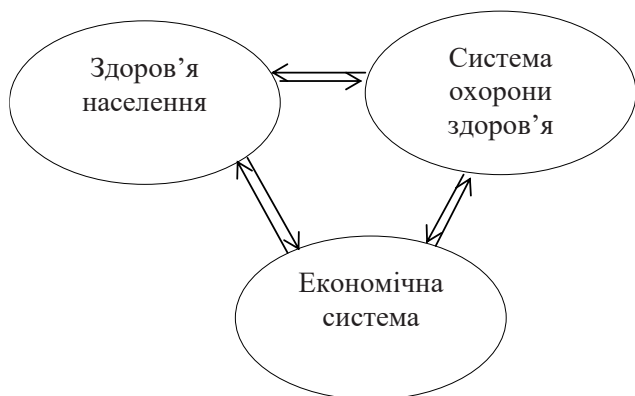 Здоров’я
населення
Система
охорони
здоров’я
Економічна
система